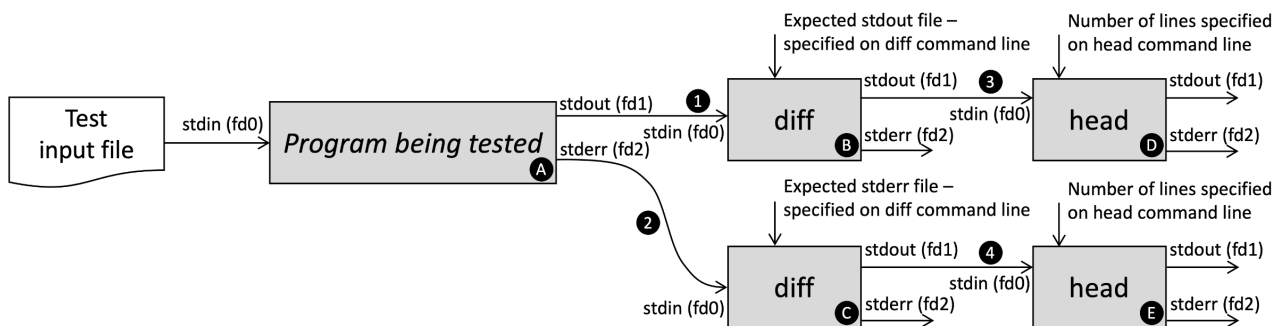 Test
input file
stdin (fd0)
Program being tested
A
stdout (fd1)
stderr (fd2)
1
stdin (fd0)
2
stdin (fd0)
Expected stdout file –
specified on diff command line
diff
B
stdout (fd1)
stderr (fd2)
3
stdin (fd0)
Number of lines specified
on head command line
head
D
stdout (fd1)
stderr (fd2)
Expected stderr file –
specified on diff command line
diff
C
stdout (fd1)
stderr (fd2)
4
stdin (fd0)
Number of lines specified
on head command line
head
E
stdout (fd1)
stderr (fd2)